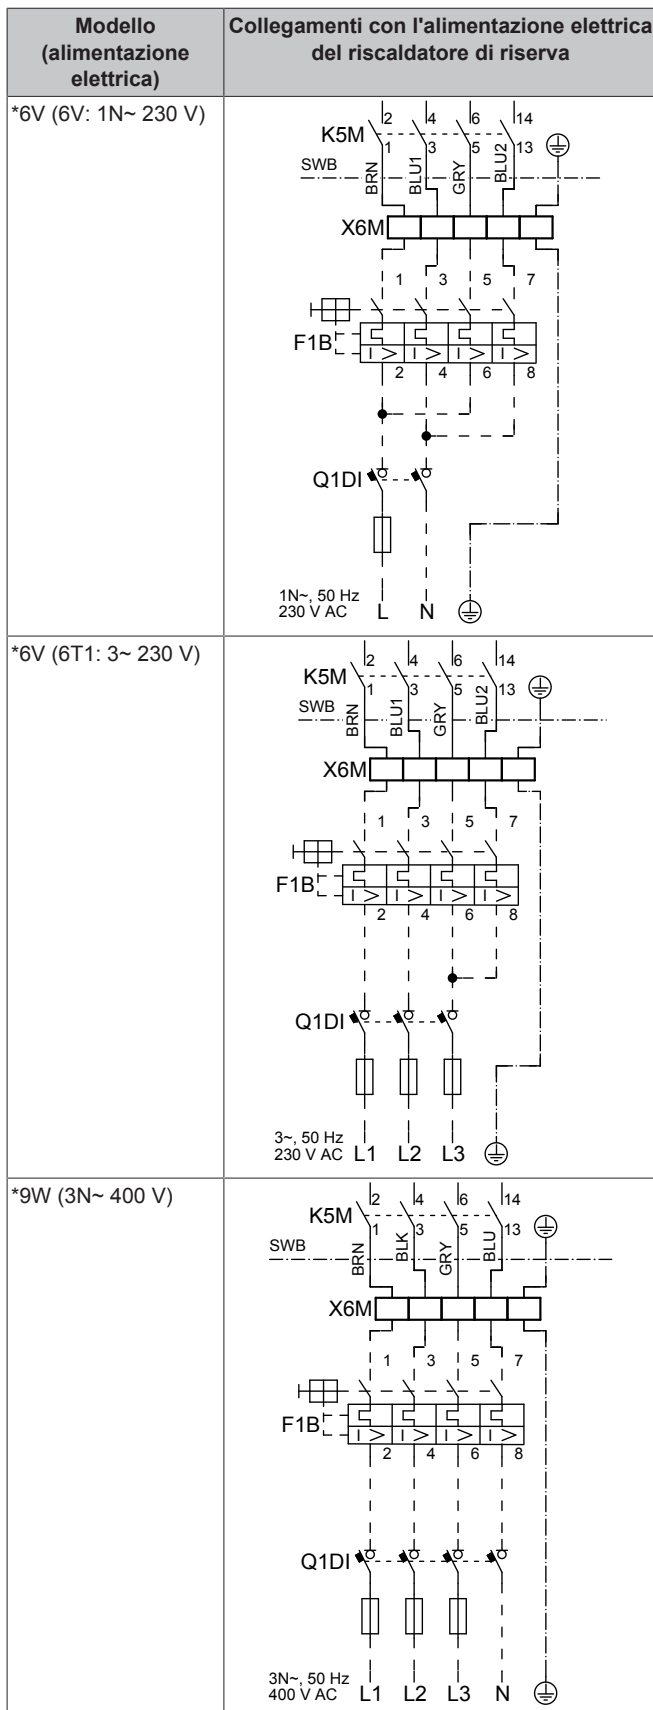 Modello
(alimentazione
elettrica)
Collegamenti con l'alimentazione elettrica
del riscaldatore di riserva
*6V (6V: 1N~ 230 V)
2 4 6 14
K5M
1 3 5 13
SWB
BRN BLU1 GRY BLU2
X6M
1 3 5 7
F1B
I > I > I > I >
2 4 6 8
Q1DI
1N~, 50 Hz
230 V AC
L N
*6V (6T1: 3~ 230 V)
2 4 6 14
K5M
1 3 5 13
SWB
BRN BLU1 GRY BLU2
X6M
1 3 5 7
F1B
I > I > I > I >
2 4 6 8
Q1DI
3~, 50 Hz
230 V AC
L1 L2 L3
*9W (3N~ 400 V)
2 4 6 14
K5M
1 3 5 13
SWB
BRN BLK GRY BLU
X6M
1 3 5 7
F1B
I > I > I > I >
2 4 6 8
Q1DI
3N~, 50 Hz
400 V AC
L1 L2 L3 N